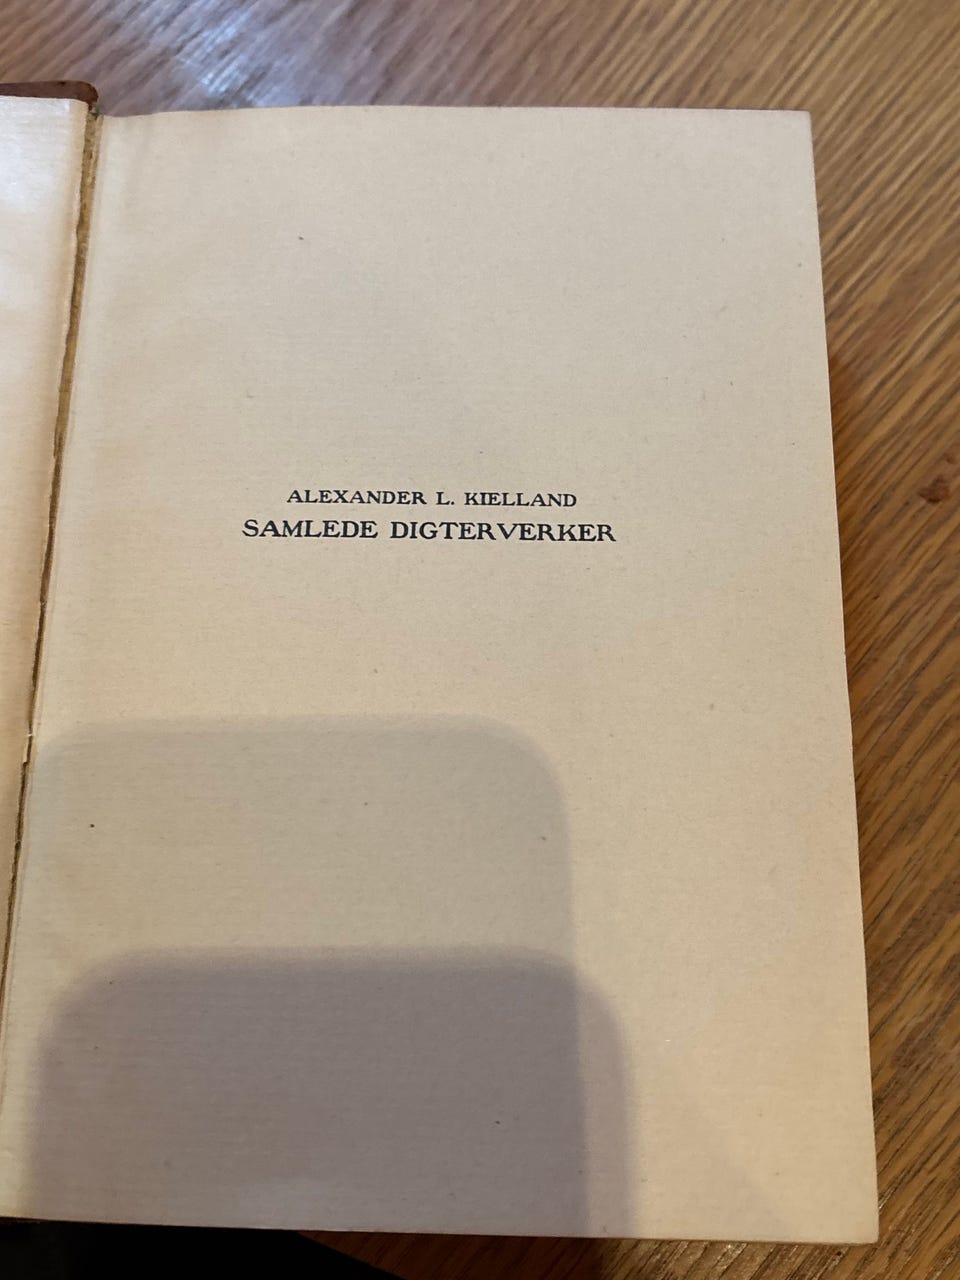 ALEXANDER L. KIELLAND
SAMLEDE DIGTERVERKER